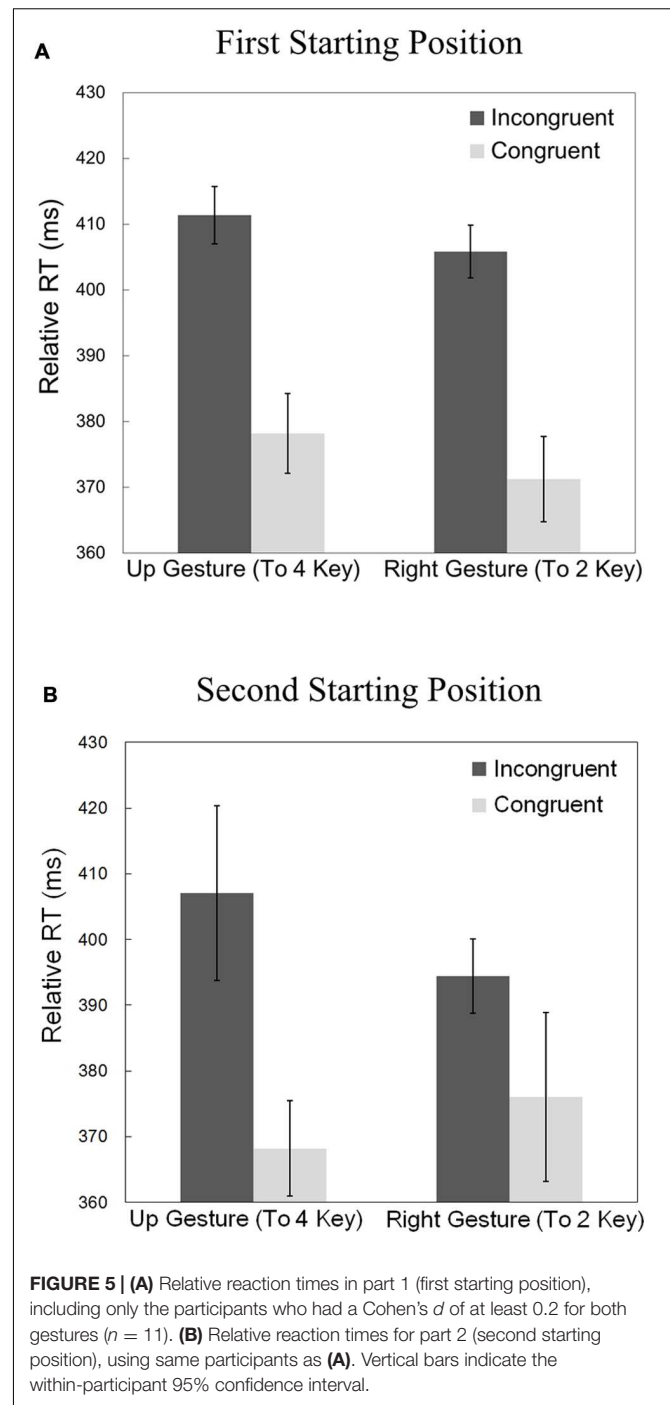 A
First Starting Position
430
420
410
400
390
380
370
360
Relative RT (ms)
Incongruent
Congruent
Up Gesture (To 4 Key)
Right Gesture (To 2 Key)
B
Second Starting Position
430
420
410
400
390
380
370
360
Relative RT (ms)
Incongruent
Congruent
Up Gesture (To 4 Key)
Right Gesture (To 2 Key)
FIGURE 5 | (A) Relative reaction times in part 1 (first starting position),
including only the participants who had a Cohen's d of at least 0.2 for both
gestures (n = 11). (B) Relative reaction times for part 2 (second starting
position), using same participants as (A). Vertical bars indicate the
within-participant 95% confidence interval.